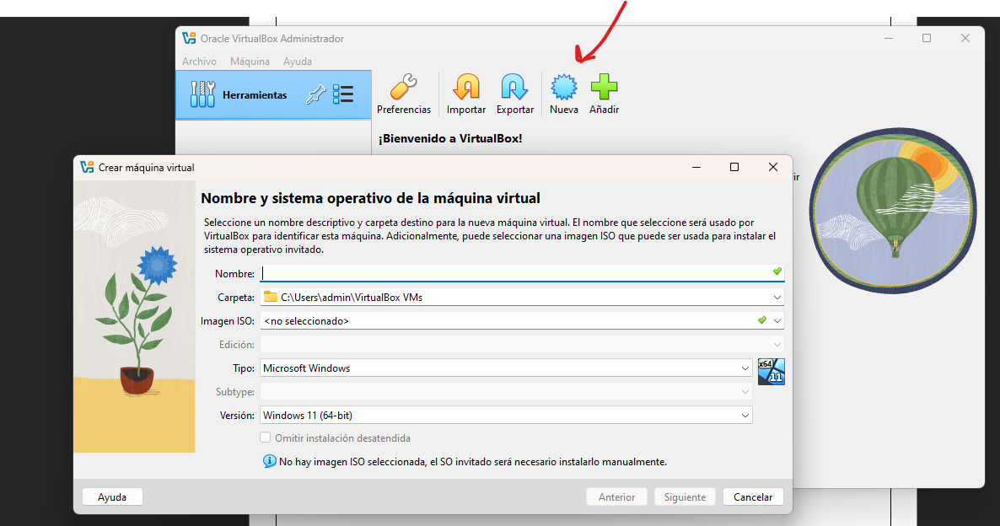 Oracle VirtualBox Administrador
Archivo Máquina Ayuda
Herramientas
Preferencias Importar Exportar Nueva Añadir
¡Bienvenido a VirtualBox!
ir
Crear máquina virtual
Nombre y sistema operativo de la máquina virtual
Seleccione un nombre descriptivo y carpeta destino para la nueva máquina virtual. El nombre que seleccione será usado por
VirtualBox para identificar esta máquina. Adicionalmente, puede seleccionar una imagen ISO que puede ser usada para instalar el
sistema operativo invitado.
Nombre:
Carpeta: C:\Users\admin\VirtualBox VMs
Imagen ISO: <no seleccionado>
Edición:
Tipo: Microsoft Windows
x64
11
Subtype:
Versión: Windows 11 (64-bit)
Omitir instalación desatendida
No hay imagen ISO seleccionada, el SO invitado será necesario instalarlo manualmente.
Ayuda Anterior Siguiente Cancelar